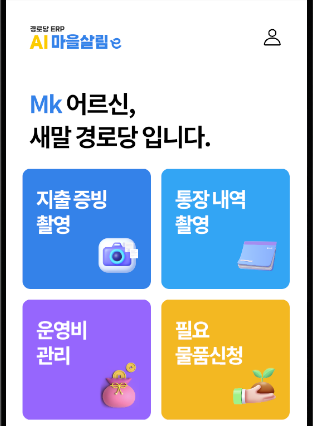 경로당 ERP
AI 마을살림e
Mk 어르신,
새말 경로당 입니다.
지출 증빙
촬영
통장 내역
촬영
운영비
관리
필요
물품신청